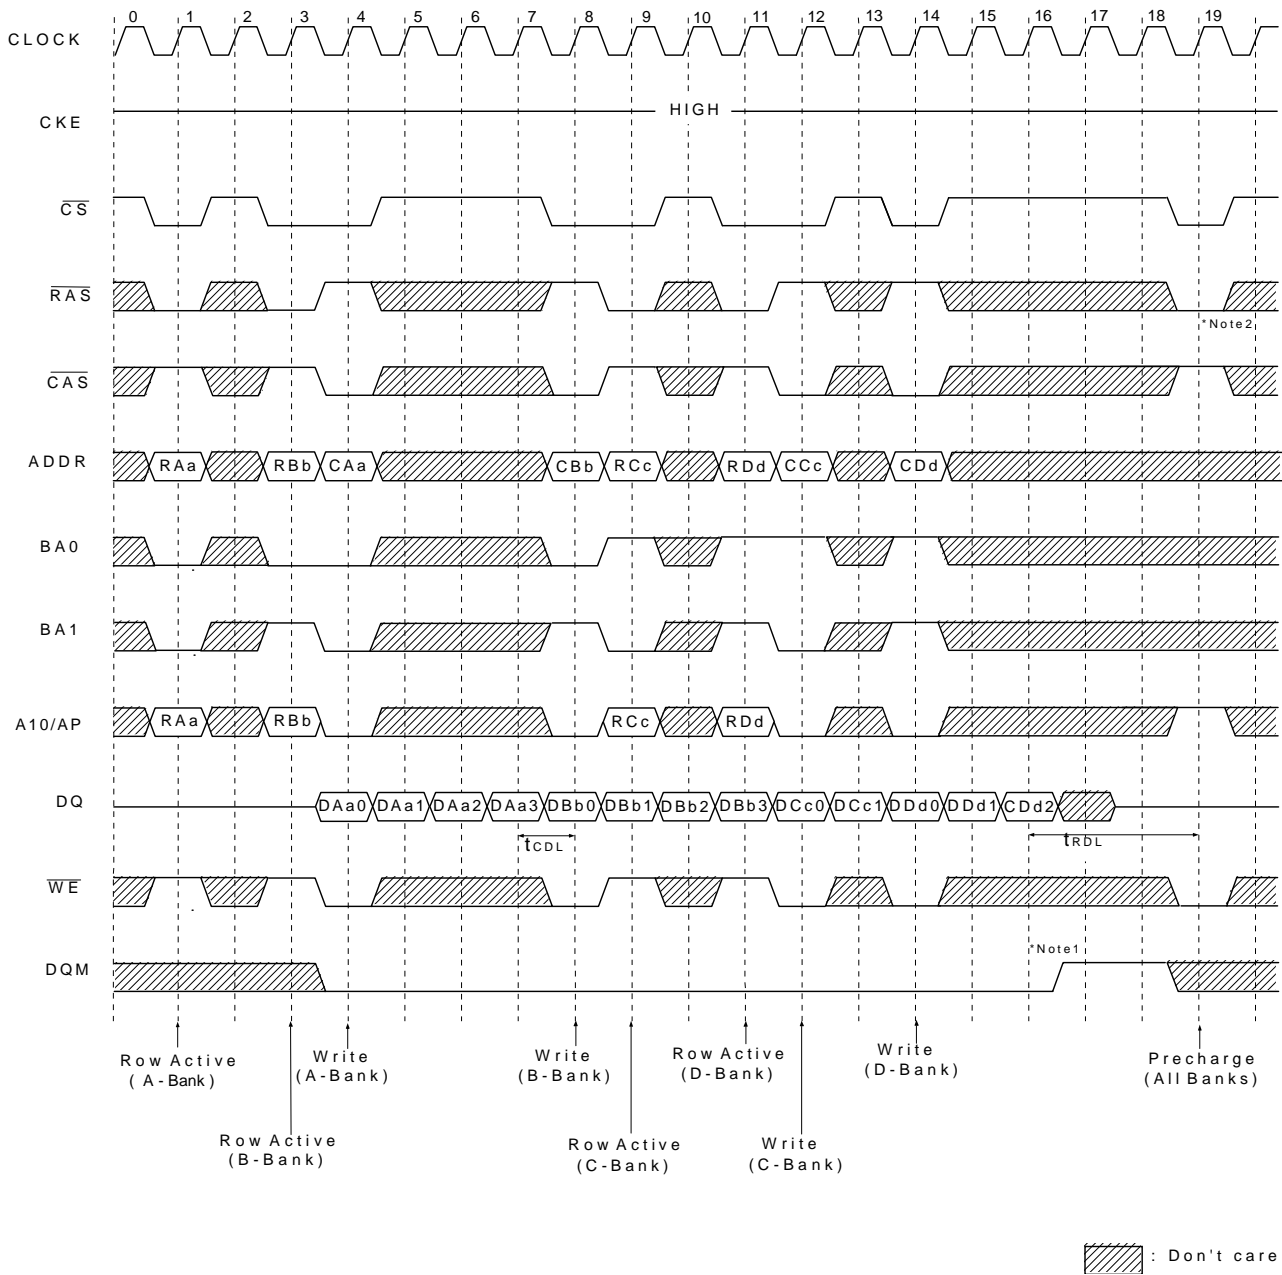 0 1 2 3 4 5 6 7 8 9 10 11 12 13 14 15 16 17 18 19
CLOCK
HIGH
CKE
CS
RAS
*Note2
CAS
ADDR RAa RBb CAa CBb RCc RDd CCc CDd
BA0
BA1
A10/AP RAa RBb RCc RDd
DQ DAa0 DAa1 DAa2 DAa3 DBb0 DBb1 DBb2 DBb3 DCc0 DCc1 DDd0 DDd1 CDd2
tCDL tRDL
WE
*Note1
DQM
Row Active
(A-Bank)
Write
(A-Bank)
Write
(B-Bank)
Row Active
(D-Bank)
Write
(D-Bank)
Precharge
(All Banks)
Row Active
(B-Bank)
Row Active
(C-Bank)
Write
(C-Bank)
: Don't care